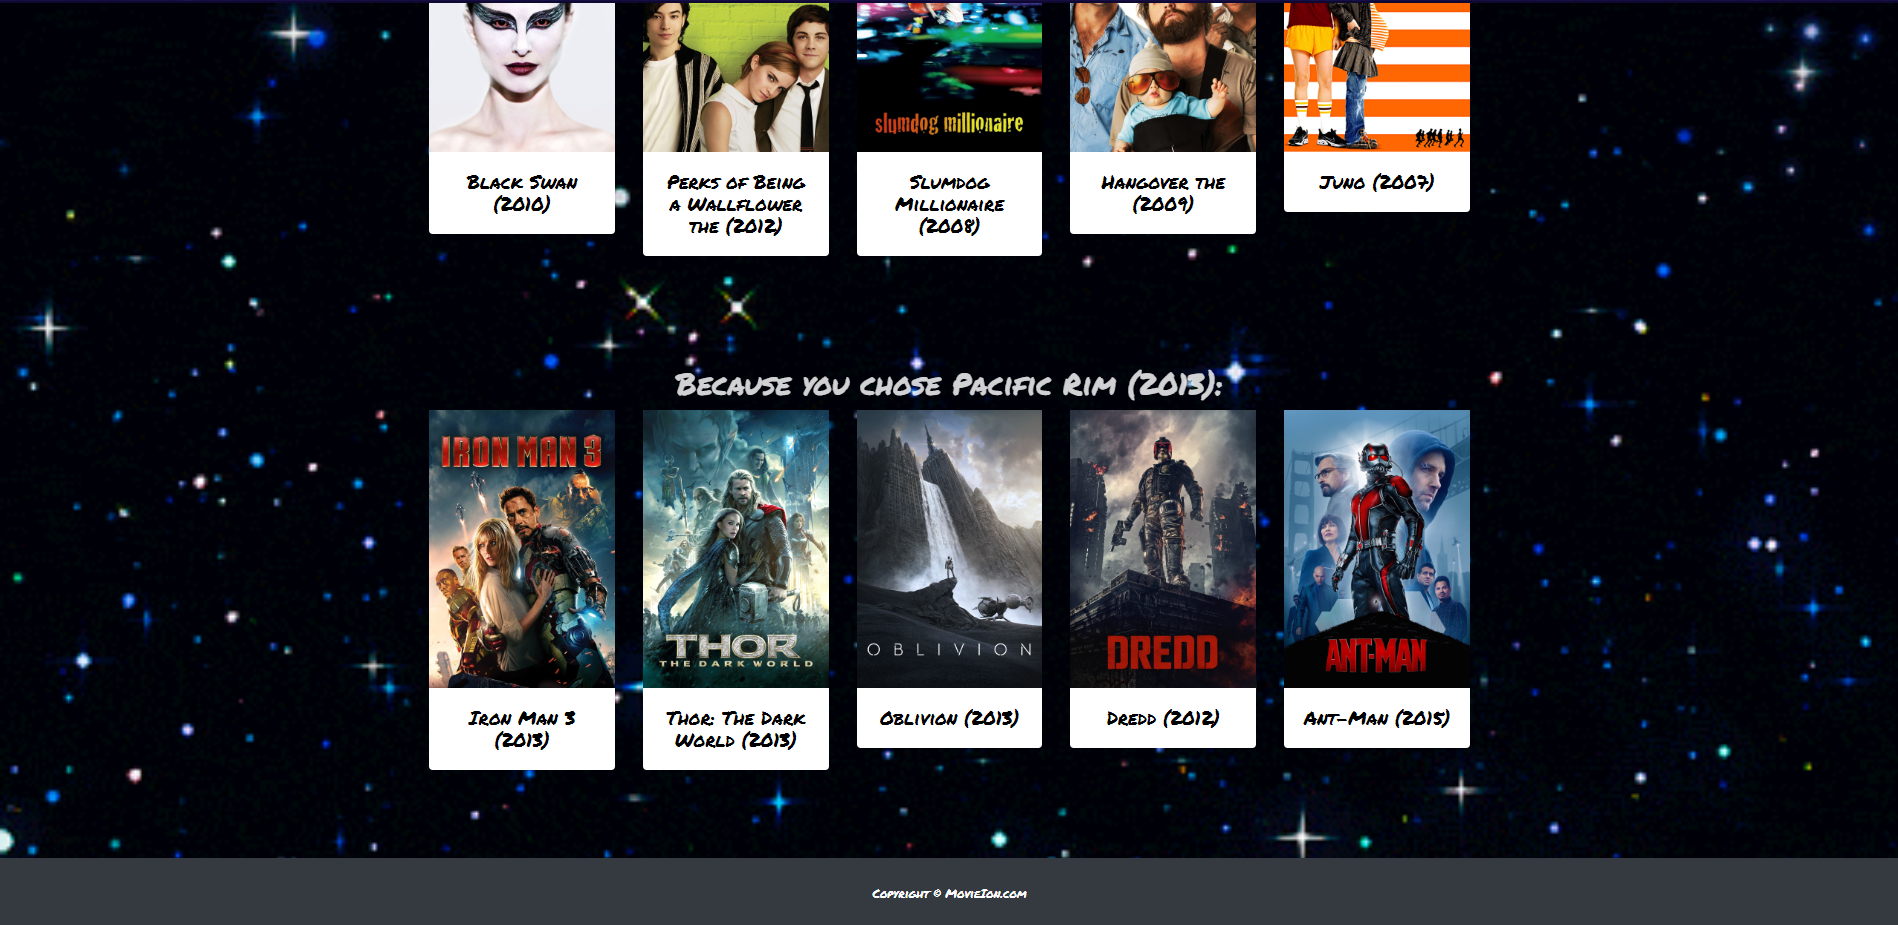 slumdog millionaire
Black Swan
(2010)
Perks of Being
a Wallflower
the (2012)
Slumdog
Millionaire
(2008)
Hangover the
(2009)
Juno (2007)
Because you chose Pacific Rim (2013):
IRON MAN 3
THOR
THE DARK WORLD
OBLIVION
DREDD
ANT-MAN
Iron Man 3
(2013)
Thor: The Dark
World (2013)
Oblivion (2013)
Dredd (2012)
Ant-Man (2015)
Copyright © MovieIon.com